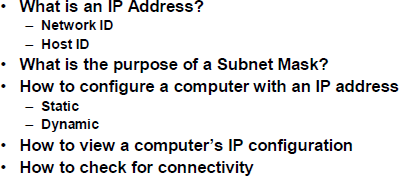 • What is an IP Address?
– Network ID
– Host ID
• What is the purpose of a Subnet Mask?
• How to configure a computer with an IP address
– Static
– Dynamic
• How to view a computer's IP configuration
• How to check for connectivity